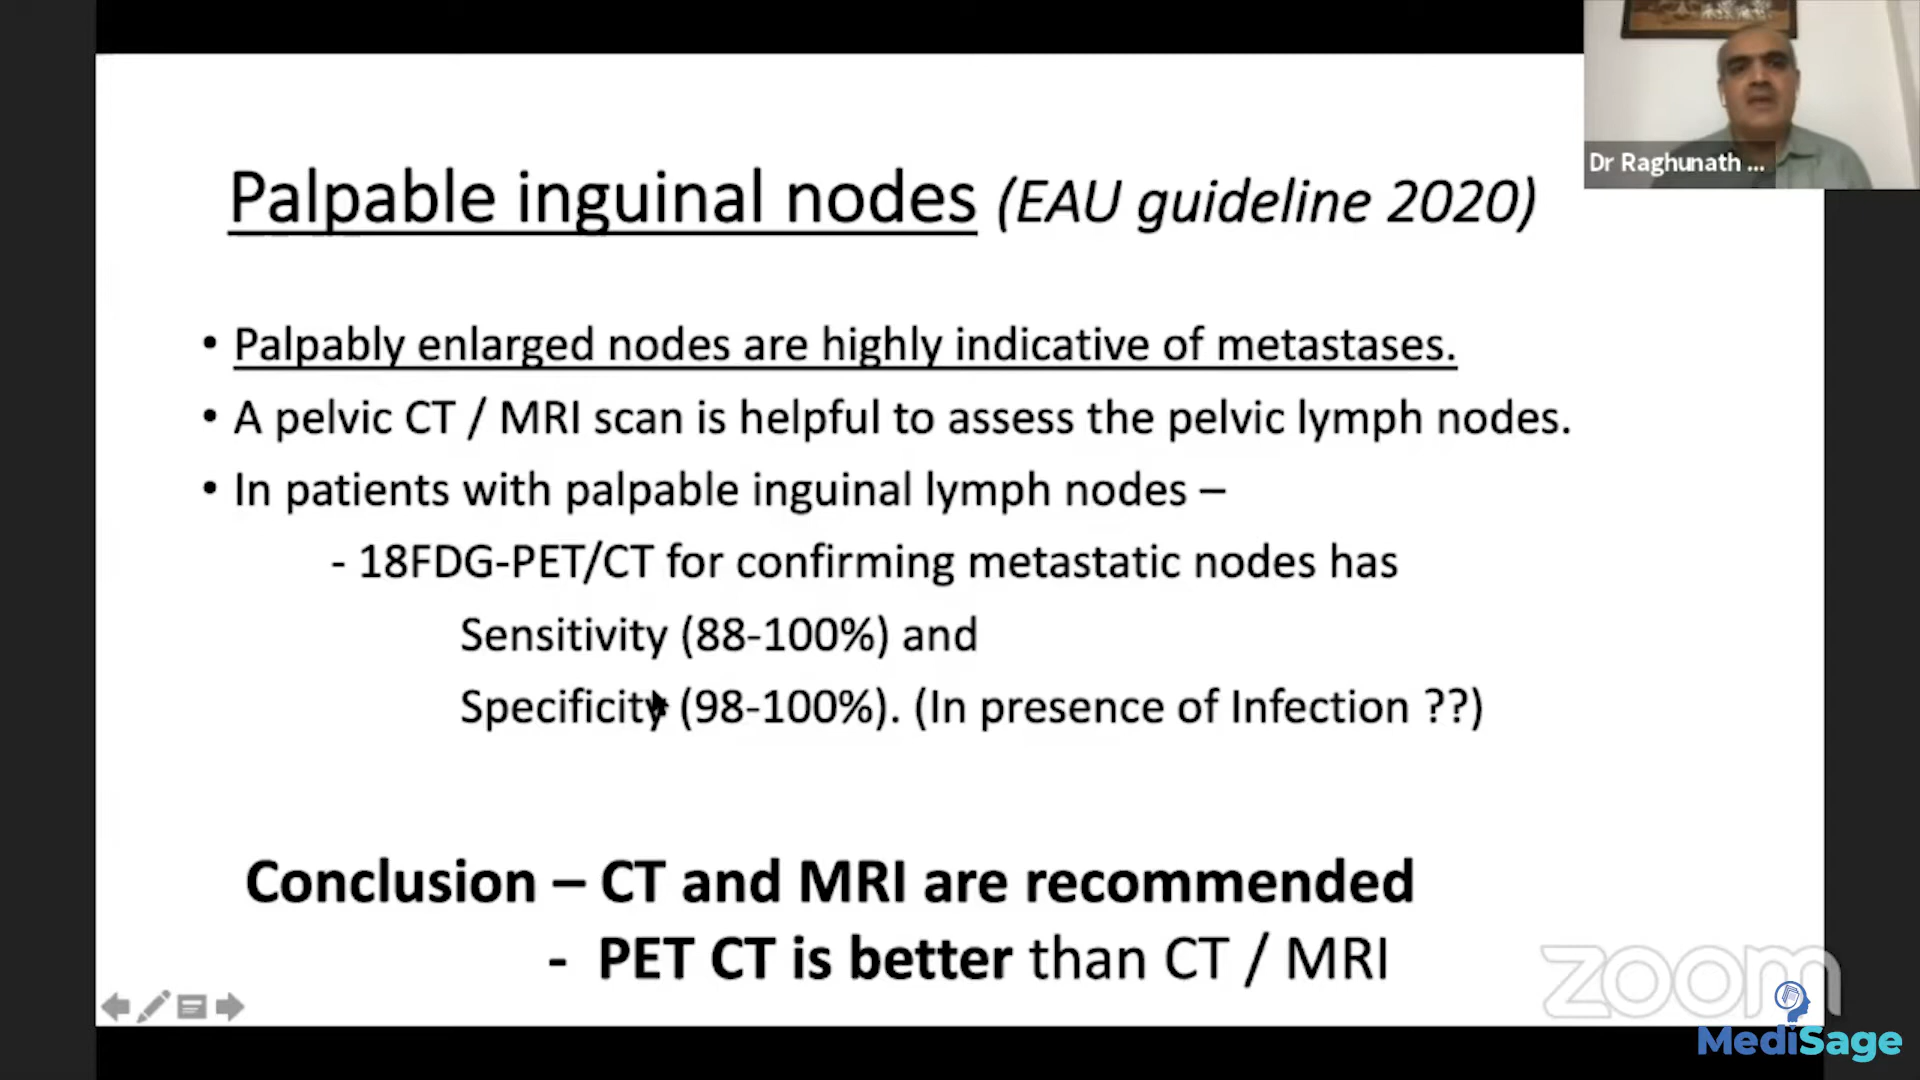 Dr Raghunath ...
Palpable inguinal nodes (EAU guideline 2020)
• Palpably enlarged nodes are highly indicative of metastases.
• A pelvic CT / MRI scan is helpful to assess the pelvic lymph nodes.
• In patients with palpable inguinal lymph nodes –
- 18FDG-PET/CT for confirming metastatic nodes has
Sensitivity (88-100%) and
Specificity (98-100%). (In presence of Infection ??)
Conclusion – CT and MRI are recommended
- PET CT is better than CT / MRI
zoom
MediSage